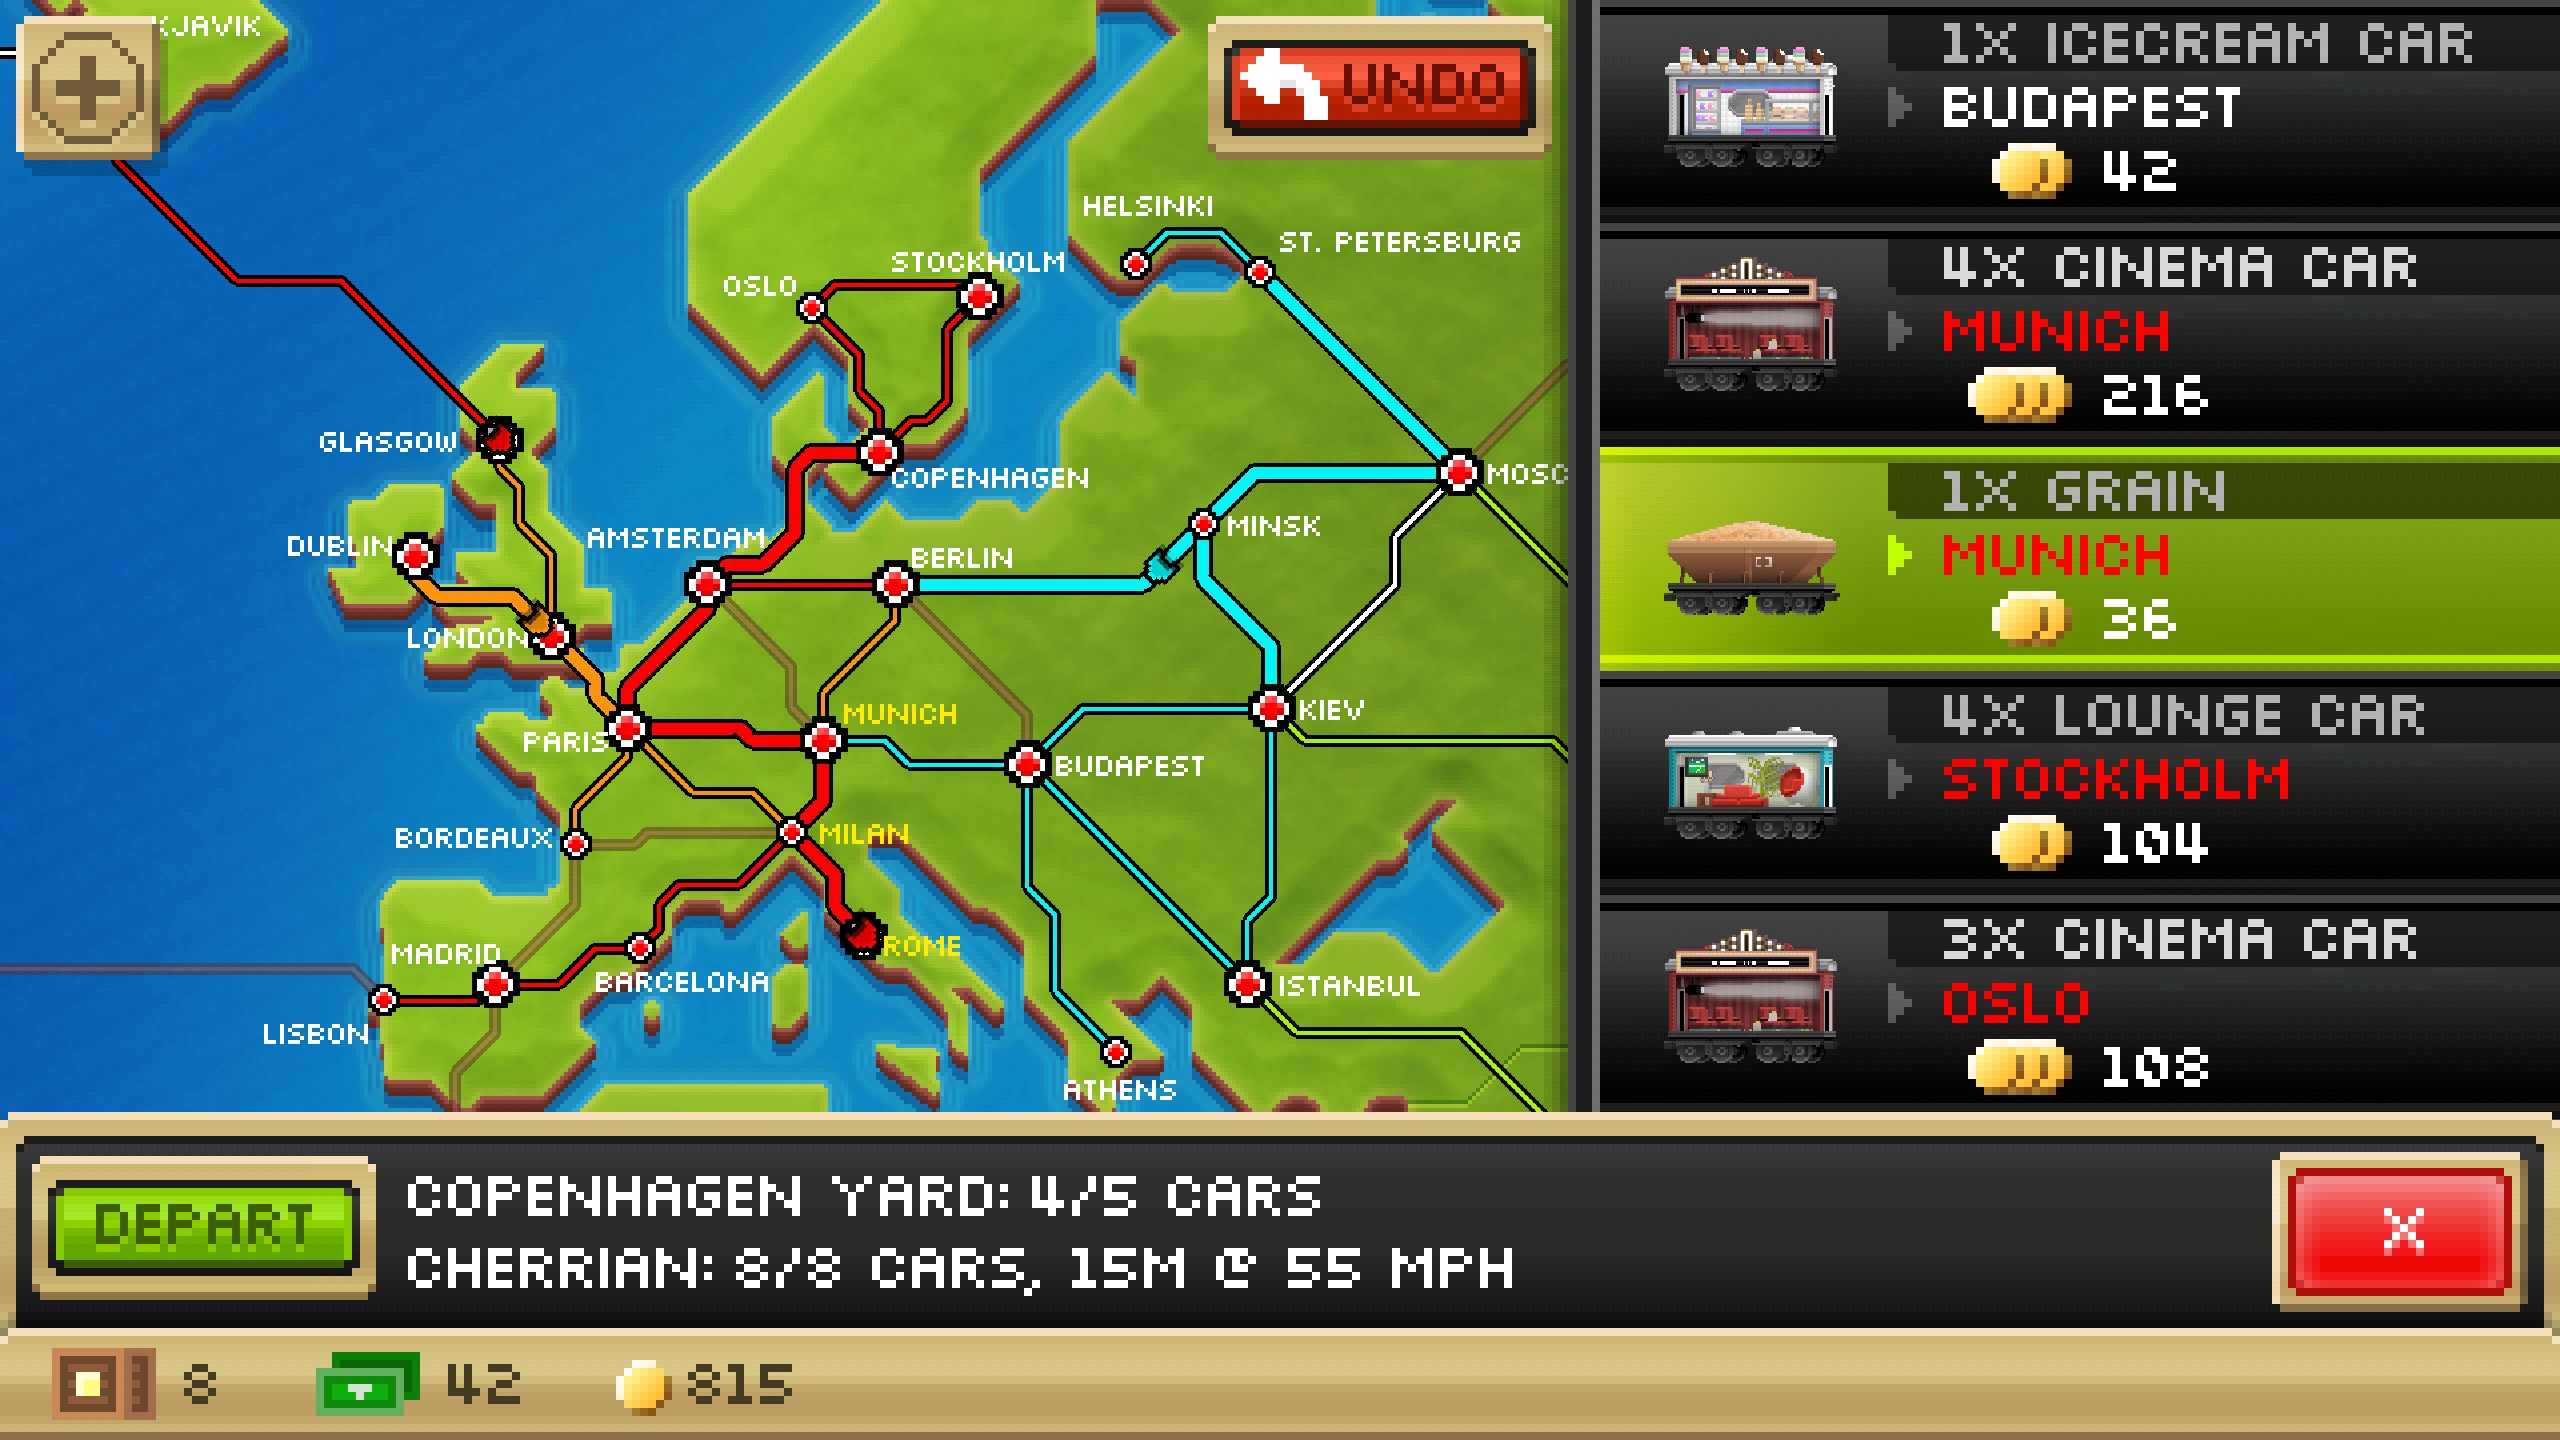 KJAVIK
UNDO
HELSINKI
ST. PETERSBURG
STOCKHOLM
OSLO
GLASGOW
COPENHAGEN
MOSC
DUBLIN
AMSTERDAM
BERLIN
MINSK
LONDON
MUNICH
KIEV
PARIS
BUDAPEST
BORDEAUX
MILAN
MADRID
ROME
BARCELONA
ISTANBUL
LISBON
ATHENS
1X ICECREAM CAR
BUDAPEST
42
4X CINEMA CAR
MUNICH
216
1X GRAIN
MUNICH
36
4X LOUNGE CAR
STOCKHOLM
104
3X CINEMA CAR
OSLO
108
DEPART
COPENHAGEN YARD: 4/5 CARS
CHERRIAN: 8/8 CARS, 15M @ 55 MPH
X
8
42
815